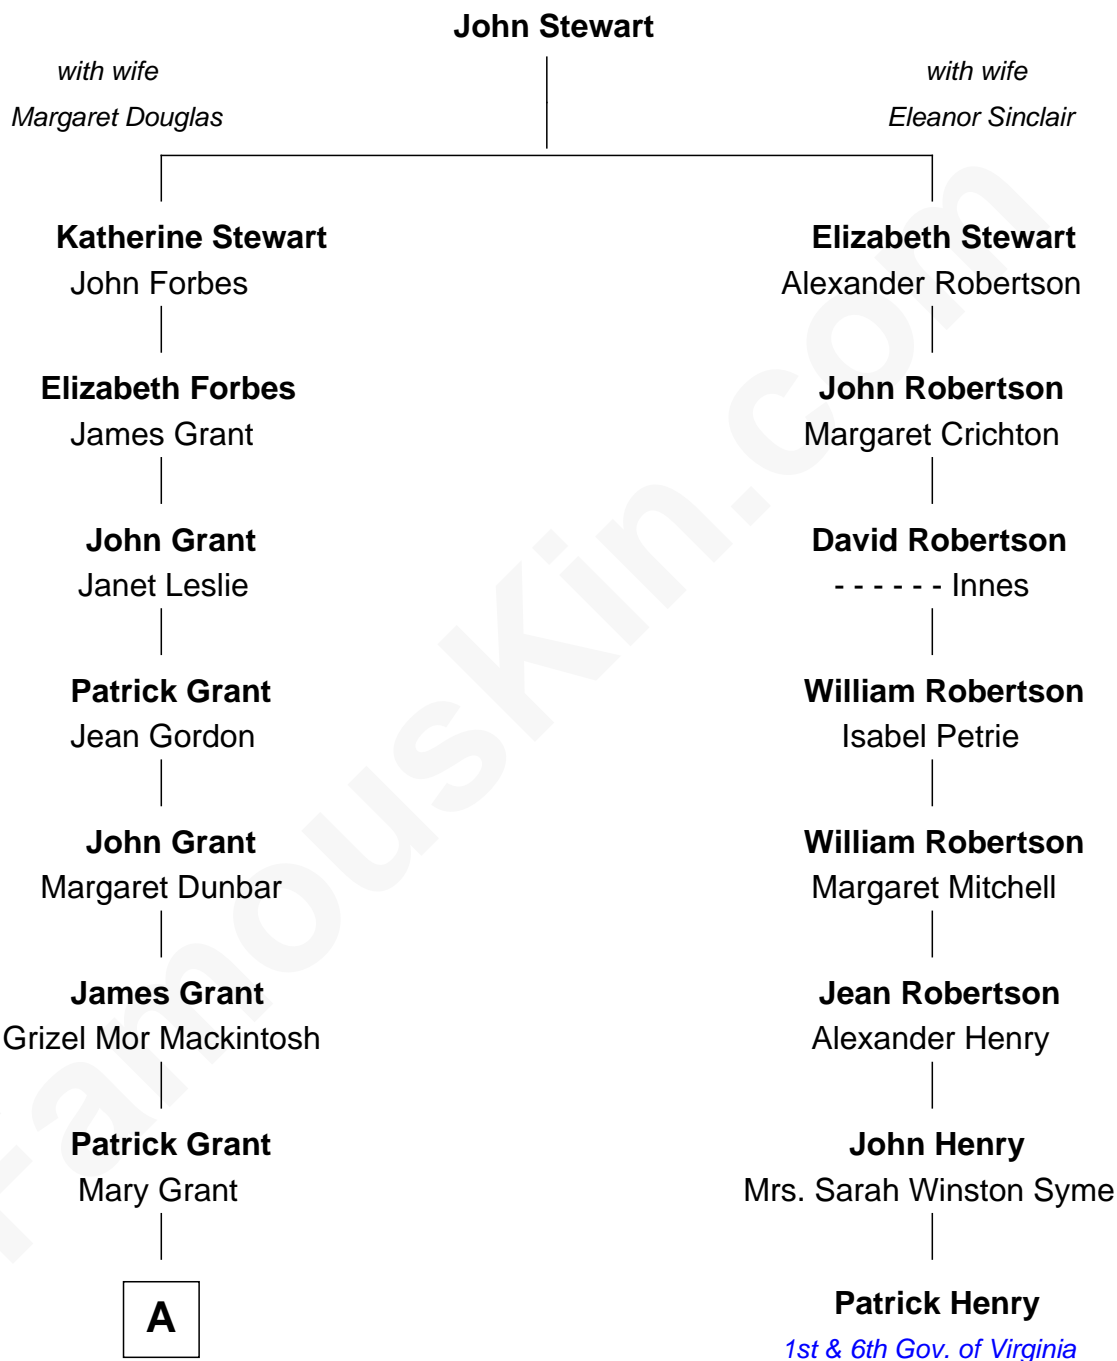 John Stewart
with wife
Margaret Douglas
with wife
Eleanor Sinclair
Katherine Stewart
John Forbes
Elizabeth Stewart
Alexander Robertson
Elizabeth Forbes
James Grant
John Robertson
Margaret Crichton
John Grant
Janet Leslie
David Robertson
- - - - - - Innes
Patrick Grant
Jean Gordon
William Robertson
Isabel Petrie
John Grant
Margaret Dunbar
William Robertson
Margaret Mitchell
James Grant
Grizel Mor Mackintosh
Jean Robertson
Alexander Henry
Patrick Grant
Mary Grant
John Henry
Mrs. Sarah Winston Syme
A
Patrick Henry
1st & 6th Gov. of Virginia
FamousKin.com